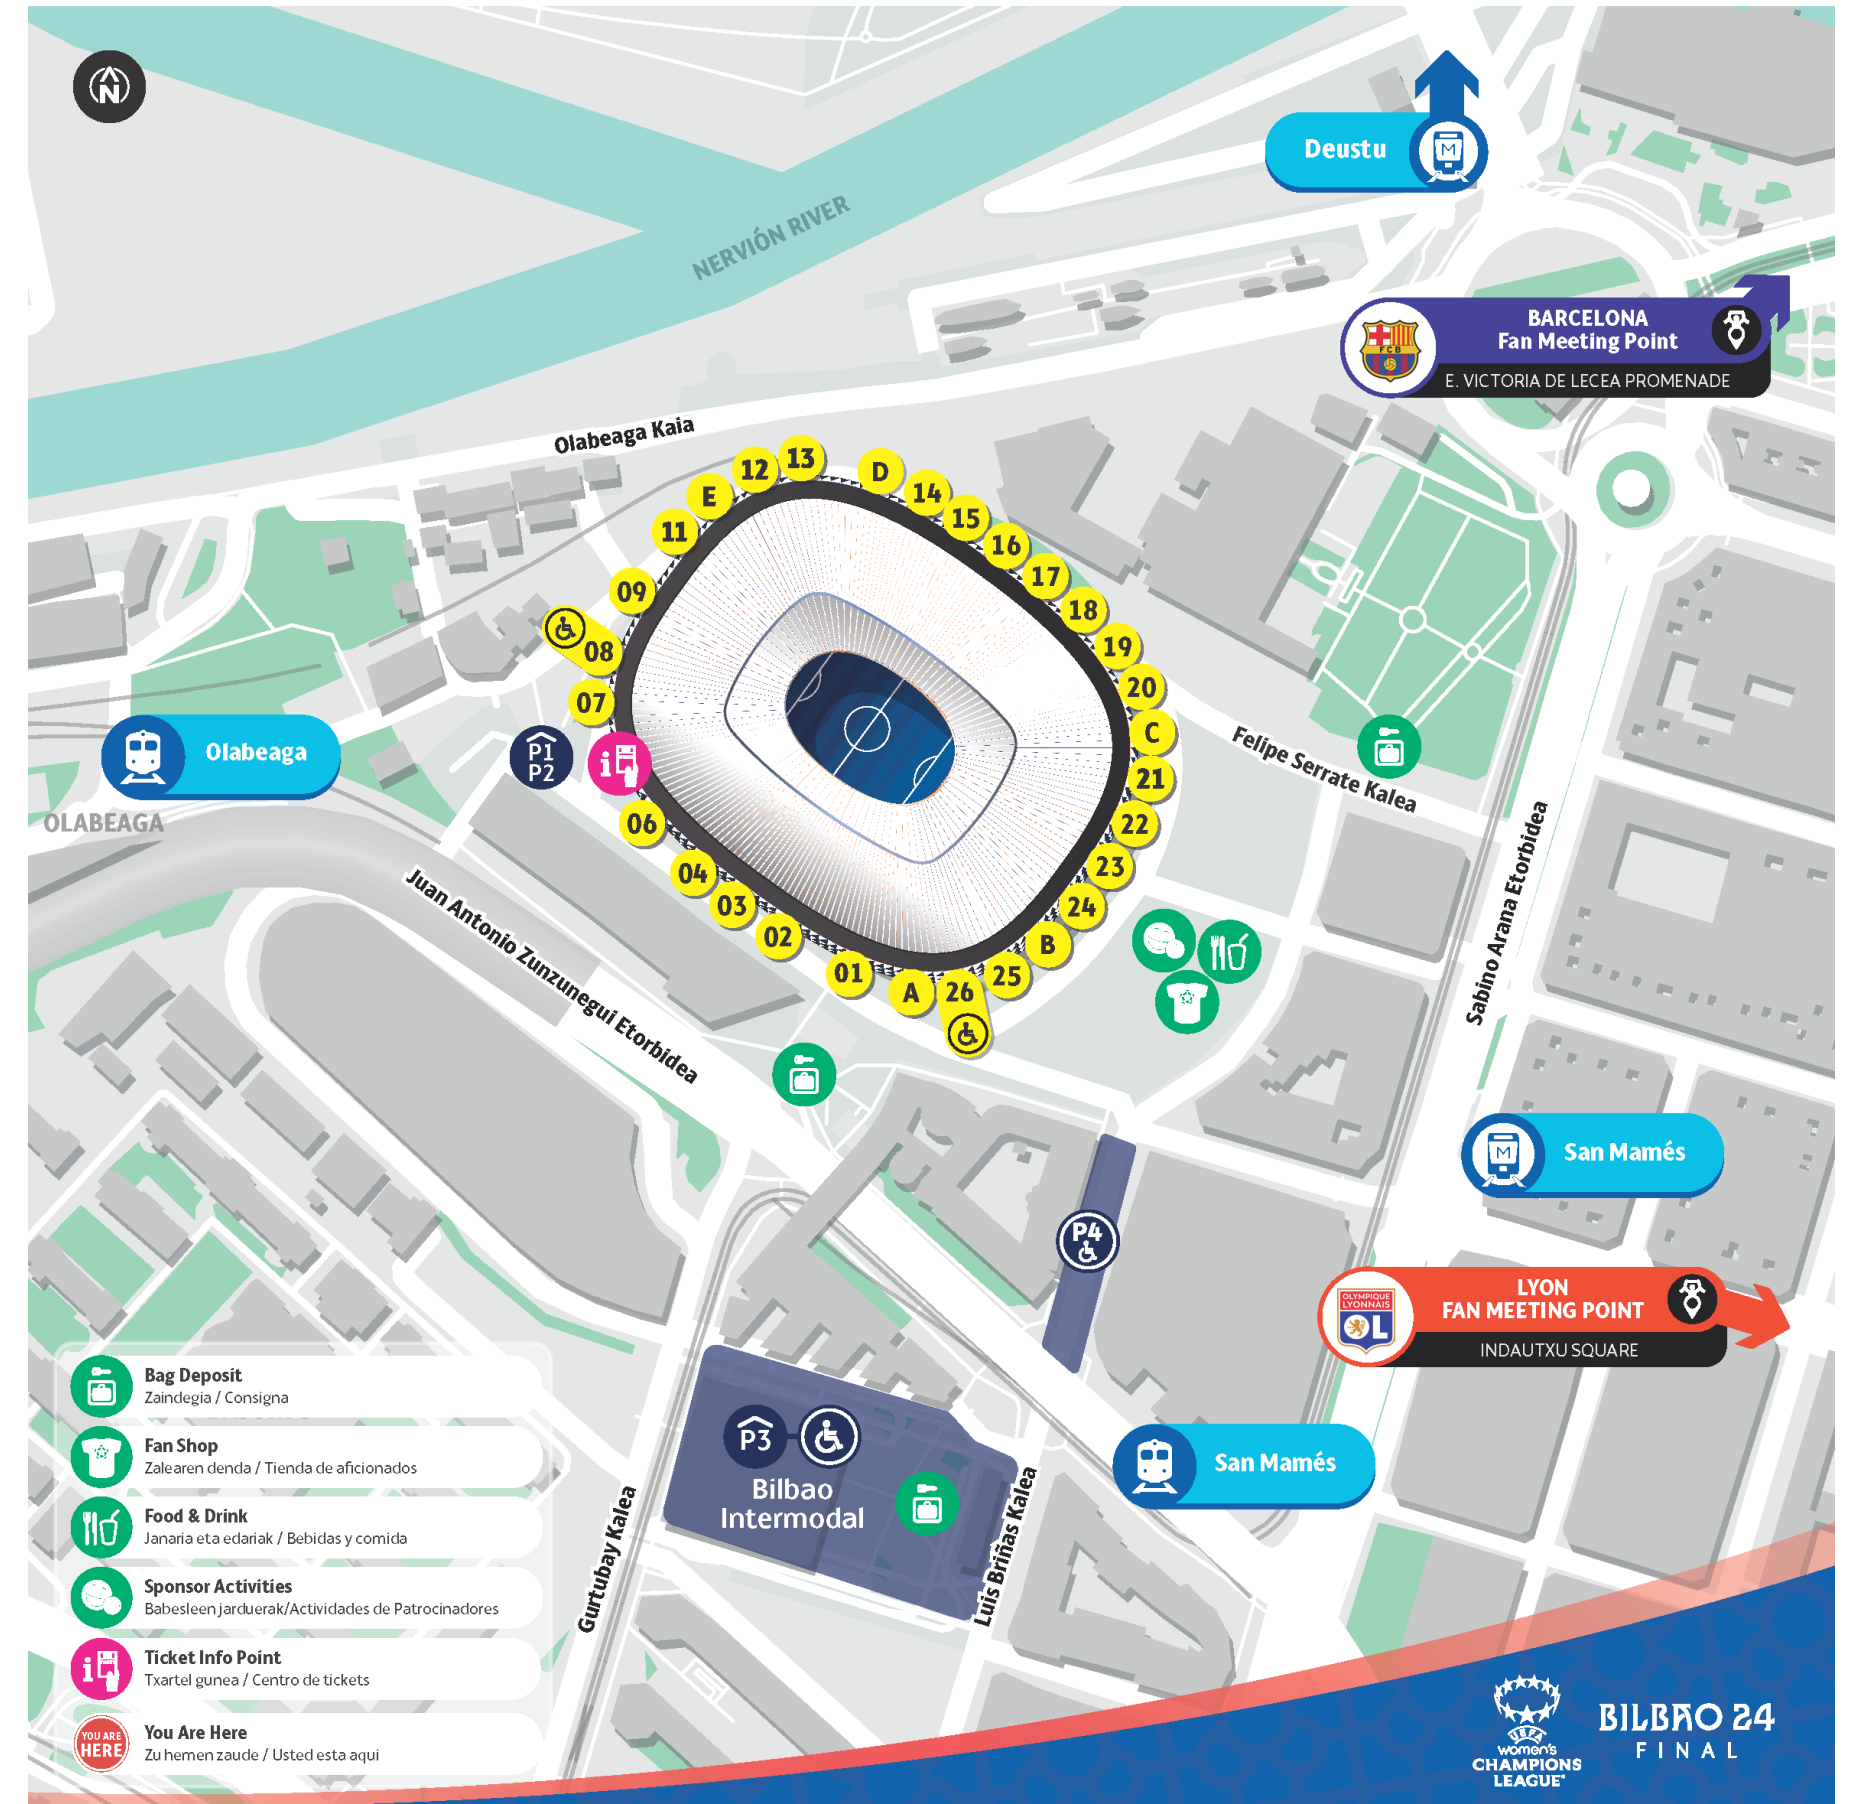 N
Deustu
M
NERVIÓN RIVER
BARCELONA
Fan Meeting Point
FCB
E. VICTORIA DE LECEA PROMENADE
Olabeaga Kaia
13
12
D
E
14
15
11
16
17
09
18
08
19
07
20
C
21
22
06
23
04
24
03
02
B
01
25
A
26
P1
P2
i
Olabeaga
OLABEAGA
Felipe Serrate Kalea
Juan Antonio Zunzunegui Etorbidea
Sabino Arana Etorbidea
M
San Mamés
P4
OLYMPIQUE
LYONNAIS
OL
LYON
FAN MEETING POINT
INDAUTXU SQUARE
San Mamés
P3
Bilbao
Intermodal
Gurtubay Kalea
Luis Briñas Kalea
Bag Deposit
Zaindegia / Consigna
Fan Shop
Zalearen denda / Tienda de aficionados
Food & Drink
Janaria eta edariak / Bebidas y comida
Sponsor Activities
Babesleen jarduerak/Actividades de Patrocinadores
i
Ticket Info Point
Txartel gunea / Centro de tickets
YOU ARE
HERE
You Are Here
Zu hemen zaude / Usted esta aqui
UEFA
women's
CHAMPIONS
LEAGUE
BILBAO 24
FINAL